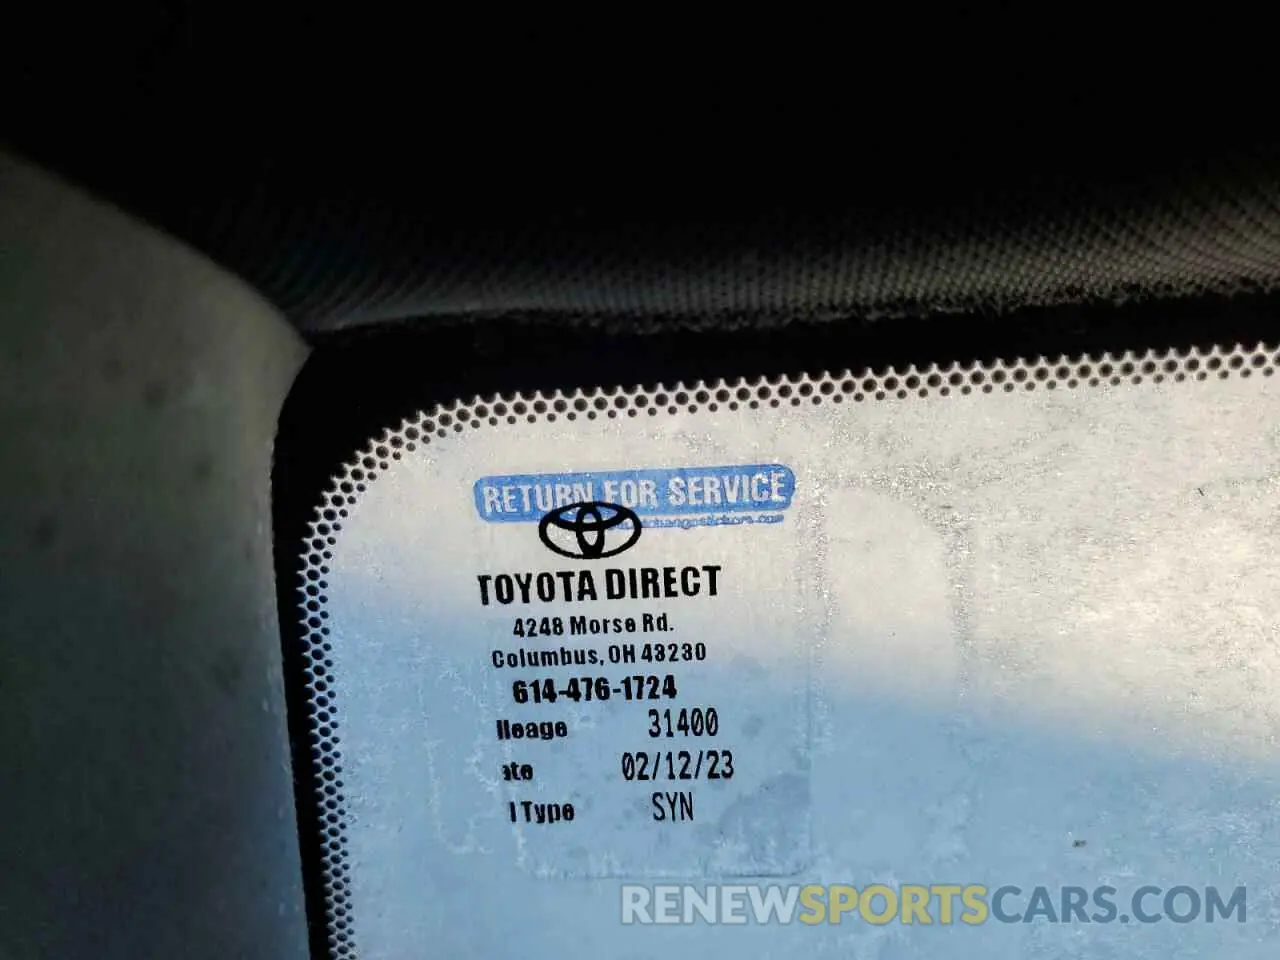 RETURN FOR SERVICE
TOYOTA DIRECT
4248 Morse Rd.
Columbus, OH 43230
614-476-1724
ileage 31400
ate 02/12/23
l Type SYN
RENEWSPORTSCARS.COM